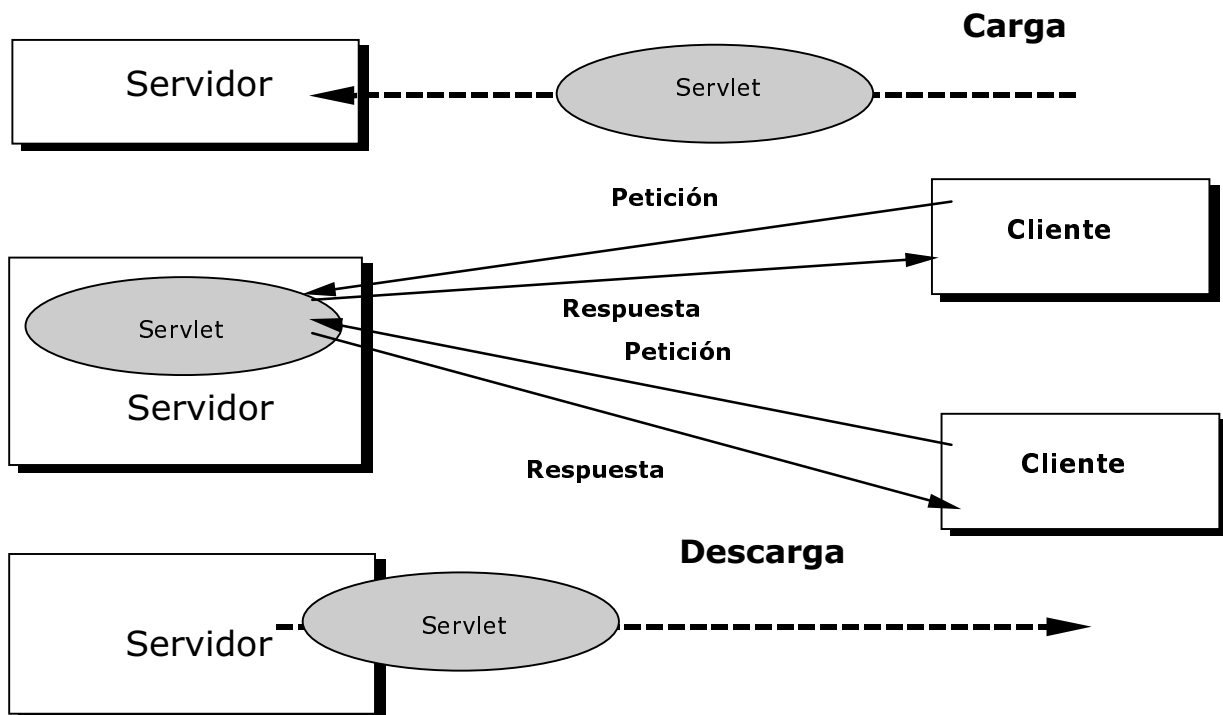 Carga
Servidor
Servlet
Petición
Cliente
Respuesta
Servlet
Petición
Servidor
Respuesta
Cliente
Descarga
Servlet
Servidor